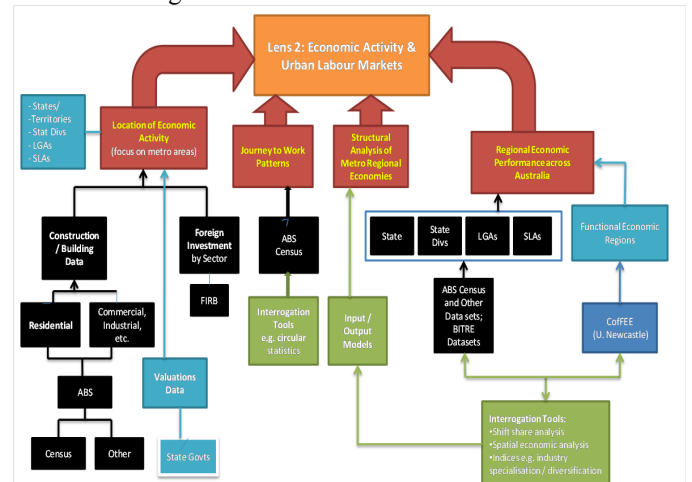 Lens 2: Economic Activity &
Urban Labour Markets
- States/
-Territories
- Stat Divs
- LGAs
- SLAs
Location of Economic
Activity
(focus on metro areas)
Journey to Work
Patterns
Structural
Analysis of
Metro Regional
Economies
Regional Economic
Performance across
Australia
Construction
/ Building
Data
Foreign
Investment
by Sector
ABS
Census
State
State
Divs
LGAs
SLAs
Functional Economic
Regions
FIRB
Residential
Commercial,
Industrial,
etc.
Interrogation
Tools
e.g. circular
statistics
Input /
Output
Models
ABS Census
and Other
Data sets;
BITRE
Datasets
CofFEE
(U. Newcastle)
Valuations
Data
ABS
Census
Other
State Govts
Interrogation Tools:
•Shift share analysis
•Spatial economic analysis
•Indices e.g. industry
specialisation / diversification